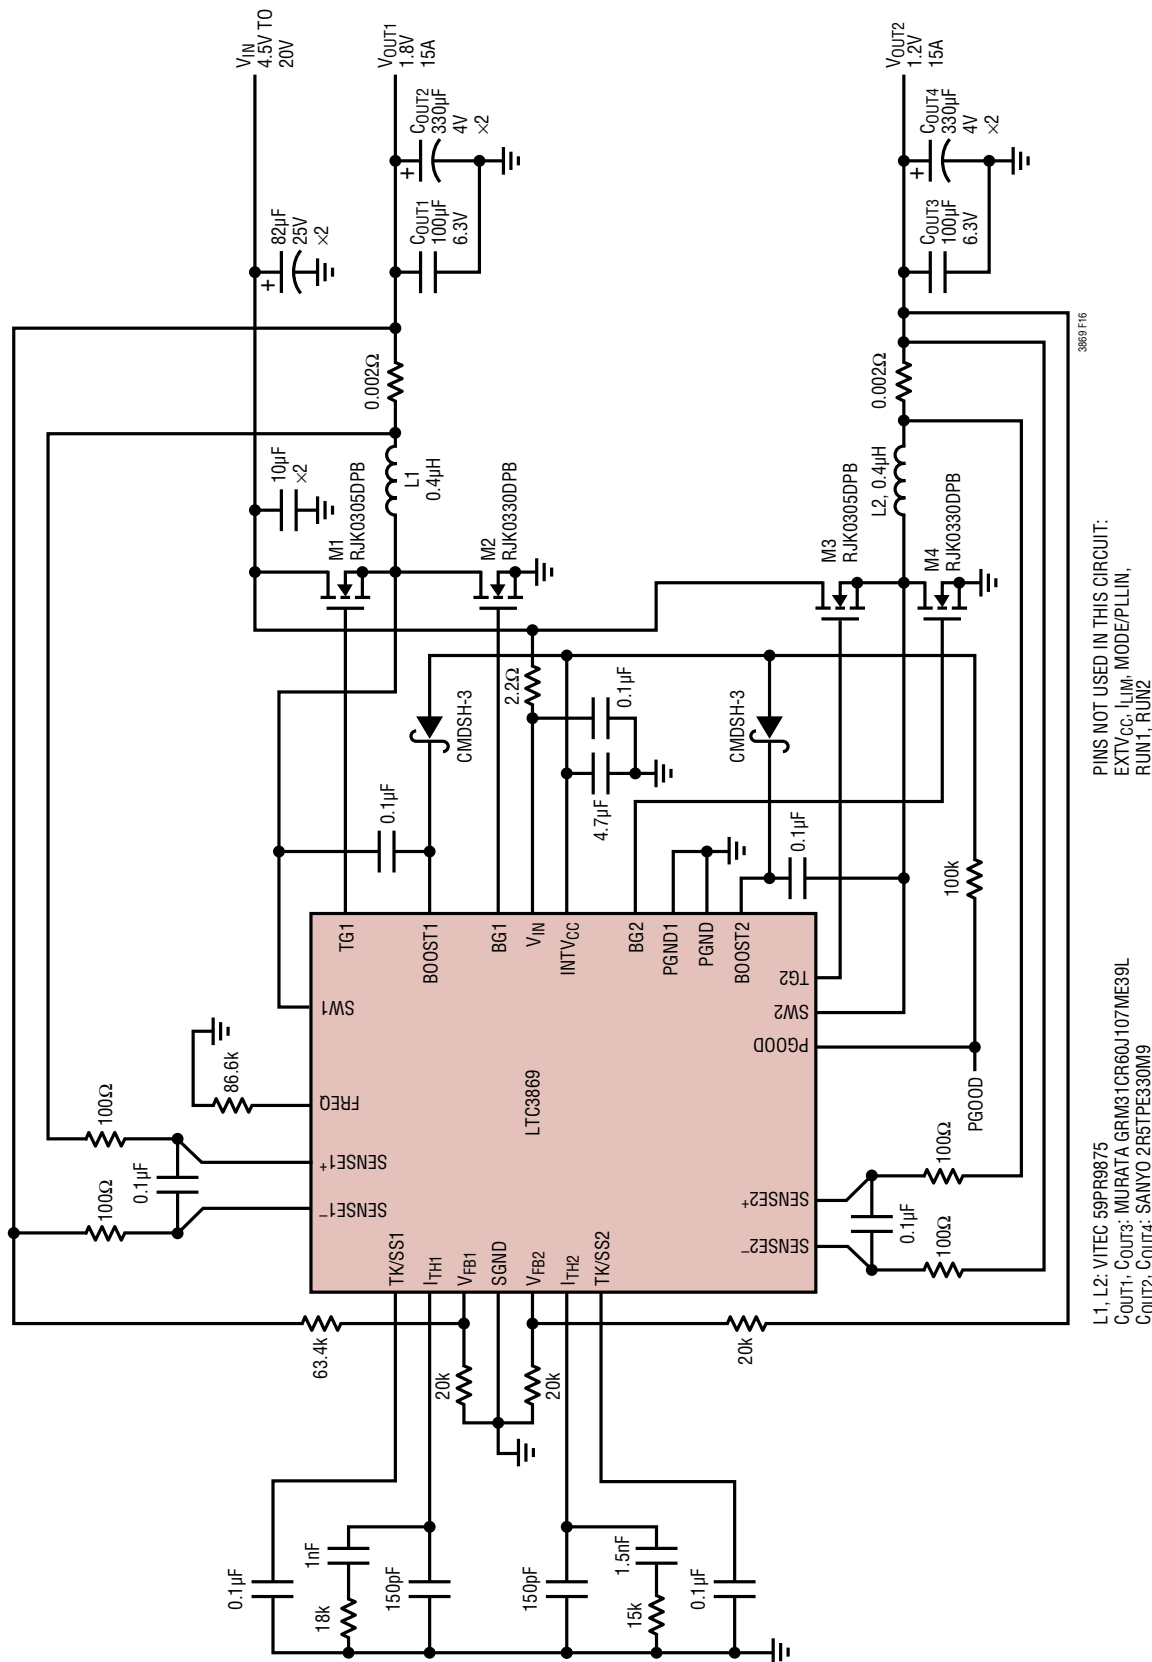 VIN
4.5V TO
20V
82µF
25V
×2
10µF
×2
VOUT1
1.8V
15A
COUT2
330µF
4V
×2
COUT1
100µF
6.3V
0.002Ω
L1
0.4µH
M1
RJK0305DPB
M2
RJK0330DPB
VOUT2
1.2V
15A
COUT4
330µF
4V
×2
COUT3
100µF
6.3V
0.002Ω
L2, 0.4µH
M3
RJK0305DPB
M4
RJK0330DPB
2.2Ω
0.1µF
4.7µF
CMDSH-3
CMDSH-3
0.1µF
0.1µF
100k
PGOOD
LTC3869
TG1
BOOST1
BG1
VIN
INTVCC
BG2
PGND1
PGND
BOOST2
TG2
SW2
PGOOD
SENSE2+
SENSE2–
SW1
FREQ
SENSE1+
SENSE1–
TK/SS1
ITH1
VFB1
SGND
VFB2
ITH2
TK/SS2
86.6k
100Ω
0.1µF
100Ω
100Ω
0.1µF
100Ω
63.4k
20k
20k
20k
0.1µF
1nF
18k
150pF
150pF
1.5nF
15k
0.1µF
3869 F16
L1, L2: VITEC 59PR9875
COUT1, COUT3: MURATA GRM31CR60J107ME39L
COUT2, COUT4: SANYO 2R5TPE330M9
PINS NOT USED IN THIS CIRCUIT:
EXTVCC, ILIM, MODE/PLLIN,
RUN1, RUN2